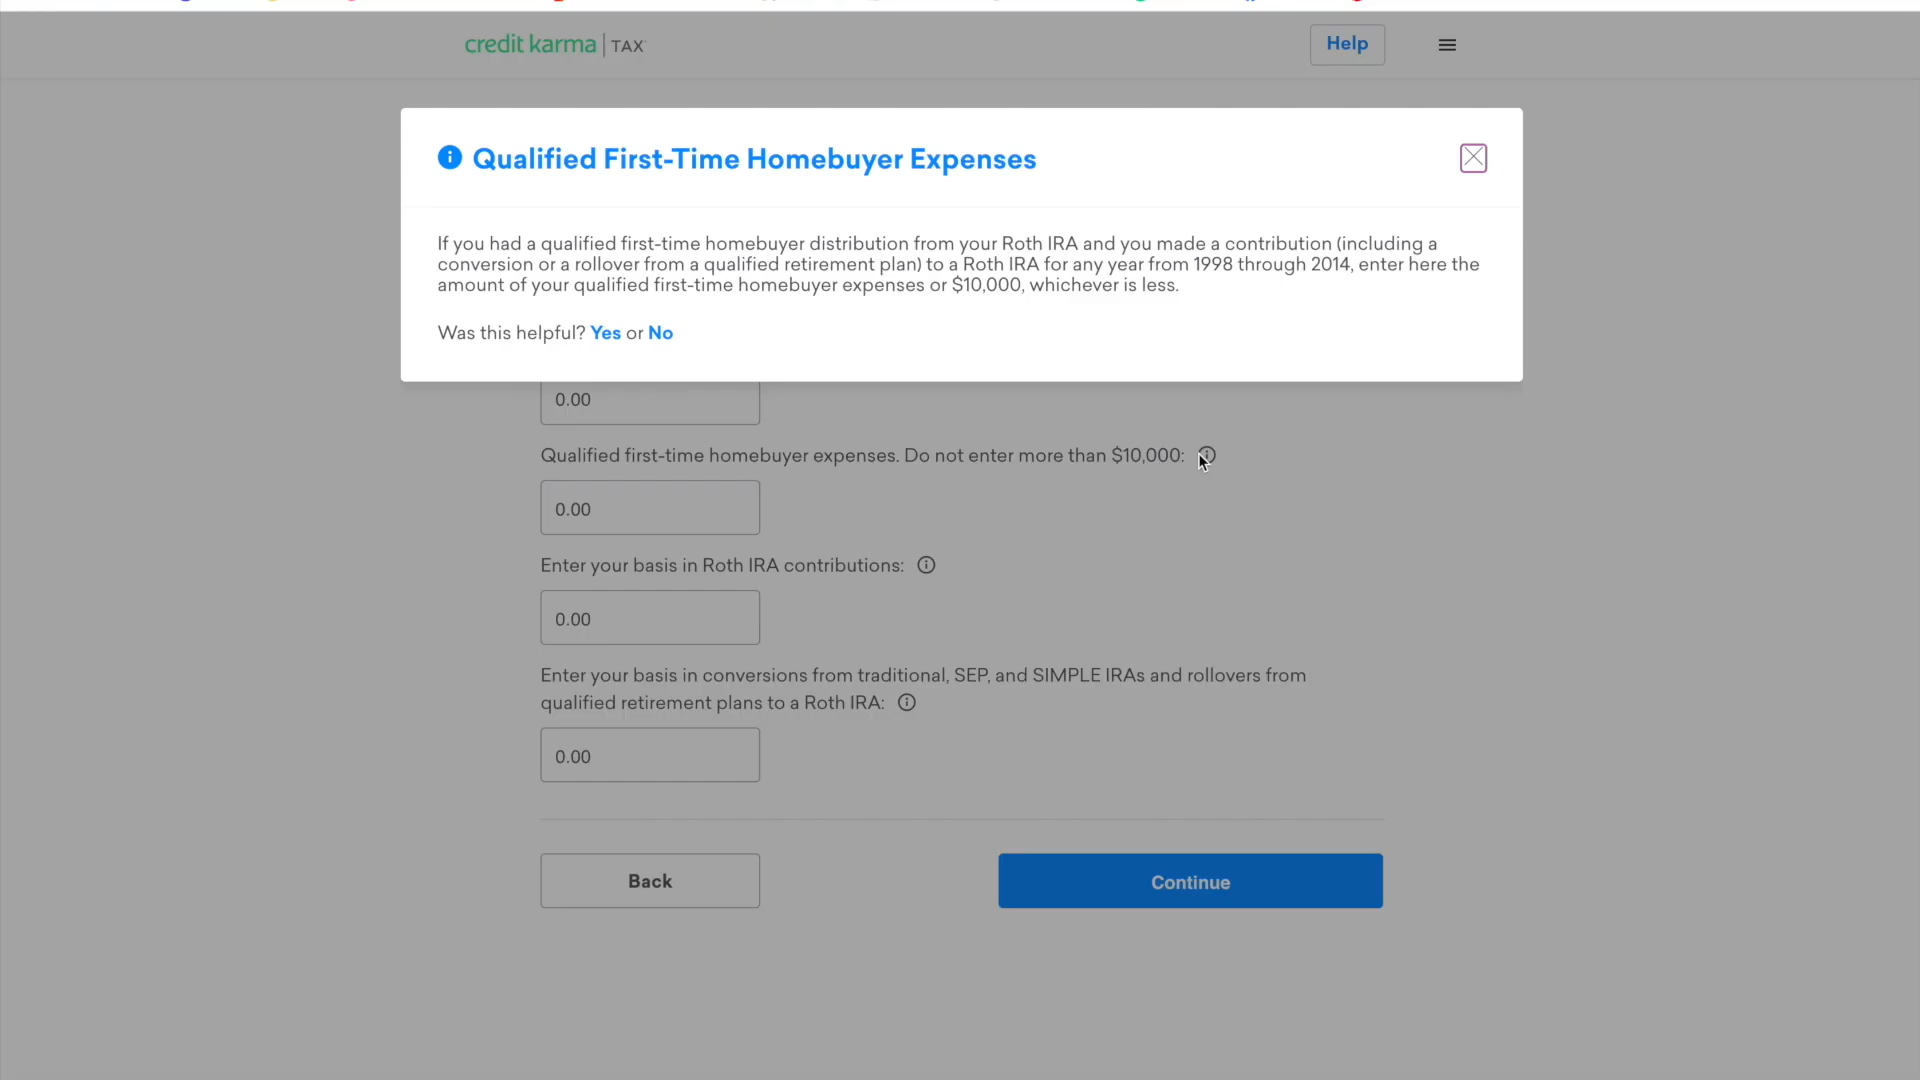 credit karma | TAX
Help
Qualified First-Time Homebuyer Expenses
If you had a qualified first-time homebuyer distribution from your Roth IRA and you made a contribution (including a
conversion or a rollover from a qualified retirement plan) to a Roth IRA for any year from 1998 through 2014, enter here the
amount of your qualified first-time homebuyer expenses or $10,000, whichever is less.
Was this helpful? Yes or No
0.00
Qualified first-time homebuyer expenses. Do not enter more than $10,000:
0.00
Enter your basis in Roth IRA contributions:
0.00
Enter your basis in conversions from traditional, SEP, and SIMPLE IRAs and rollovers from
qualified retirement plans to a Roth IRA:
0.00
Back
Continue